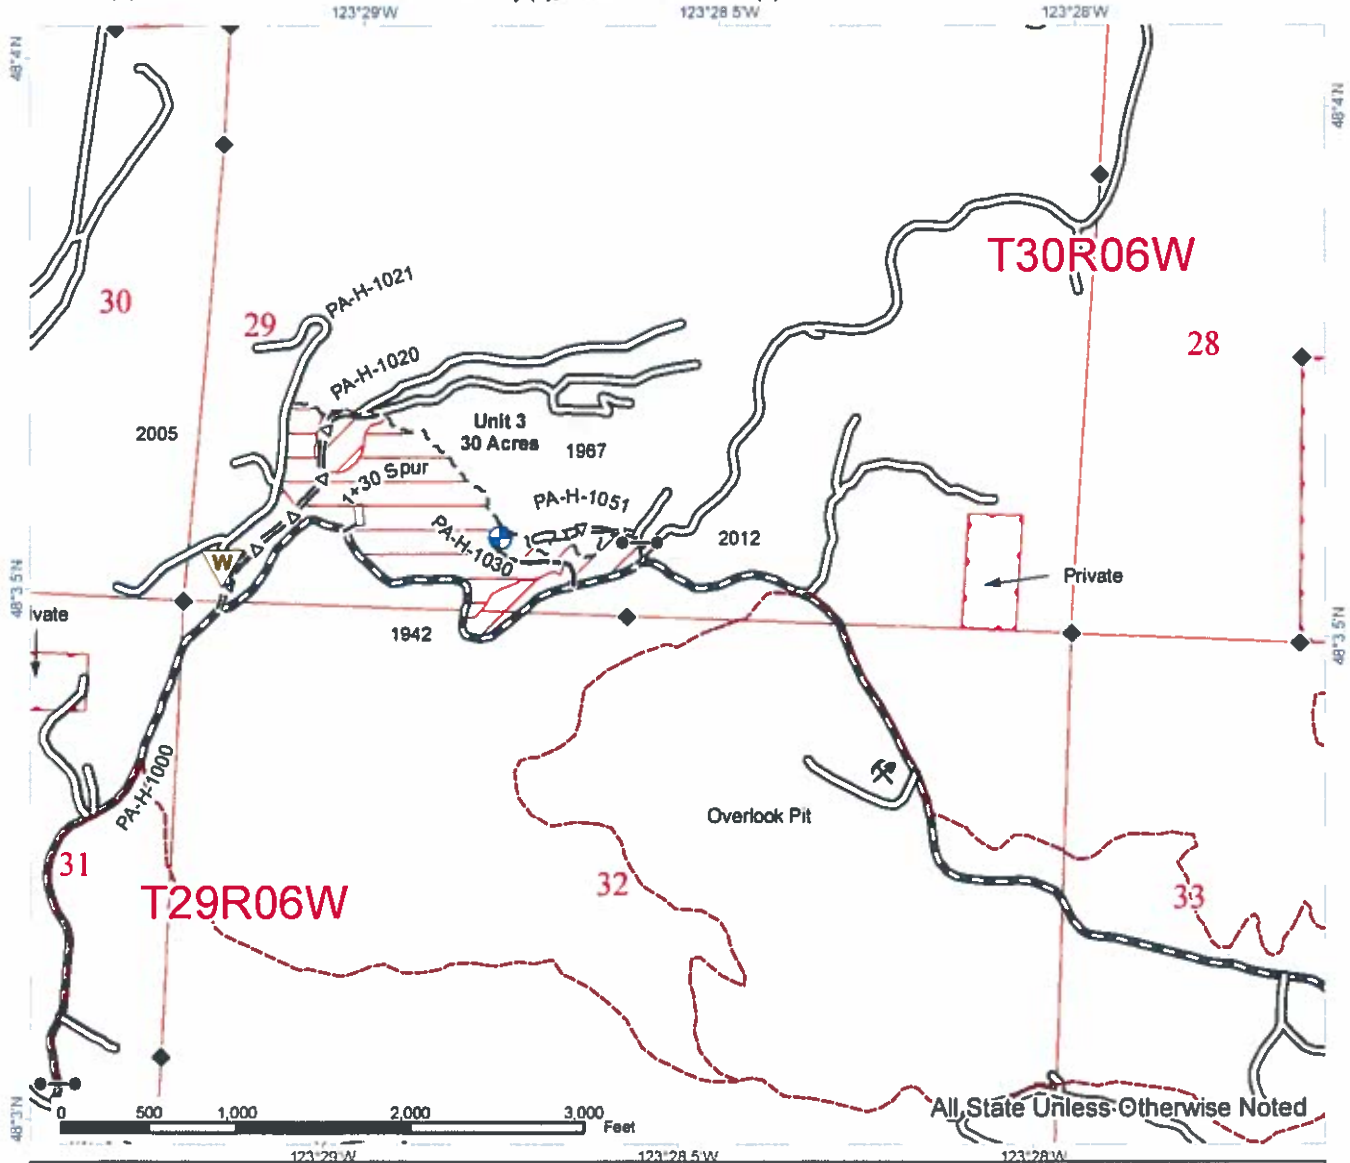 123°29'W
123°28.5'W
123°28'W
48°4'N
48°4'N
T30R06W
PA-H-1021
30
29
28
PA-H-1020
Unit 3
30 Acres
2005
1987
1+30 Spur
PA-H-1051
PA-H-1030
2012
W
Private
48°3.5'N
48°3.5'N
ivate
1942
PA-H-1000
Overlook Pit
31
32
33
T29R06W
48°3'N
0 500 1,000 2,000 3,000
Feet
All State Unless Otherwise Noted
123°29'W
123°28.5'W
123°28'W